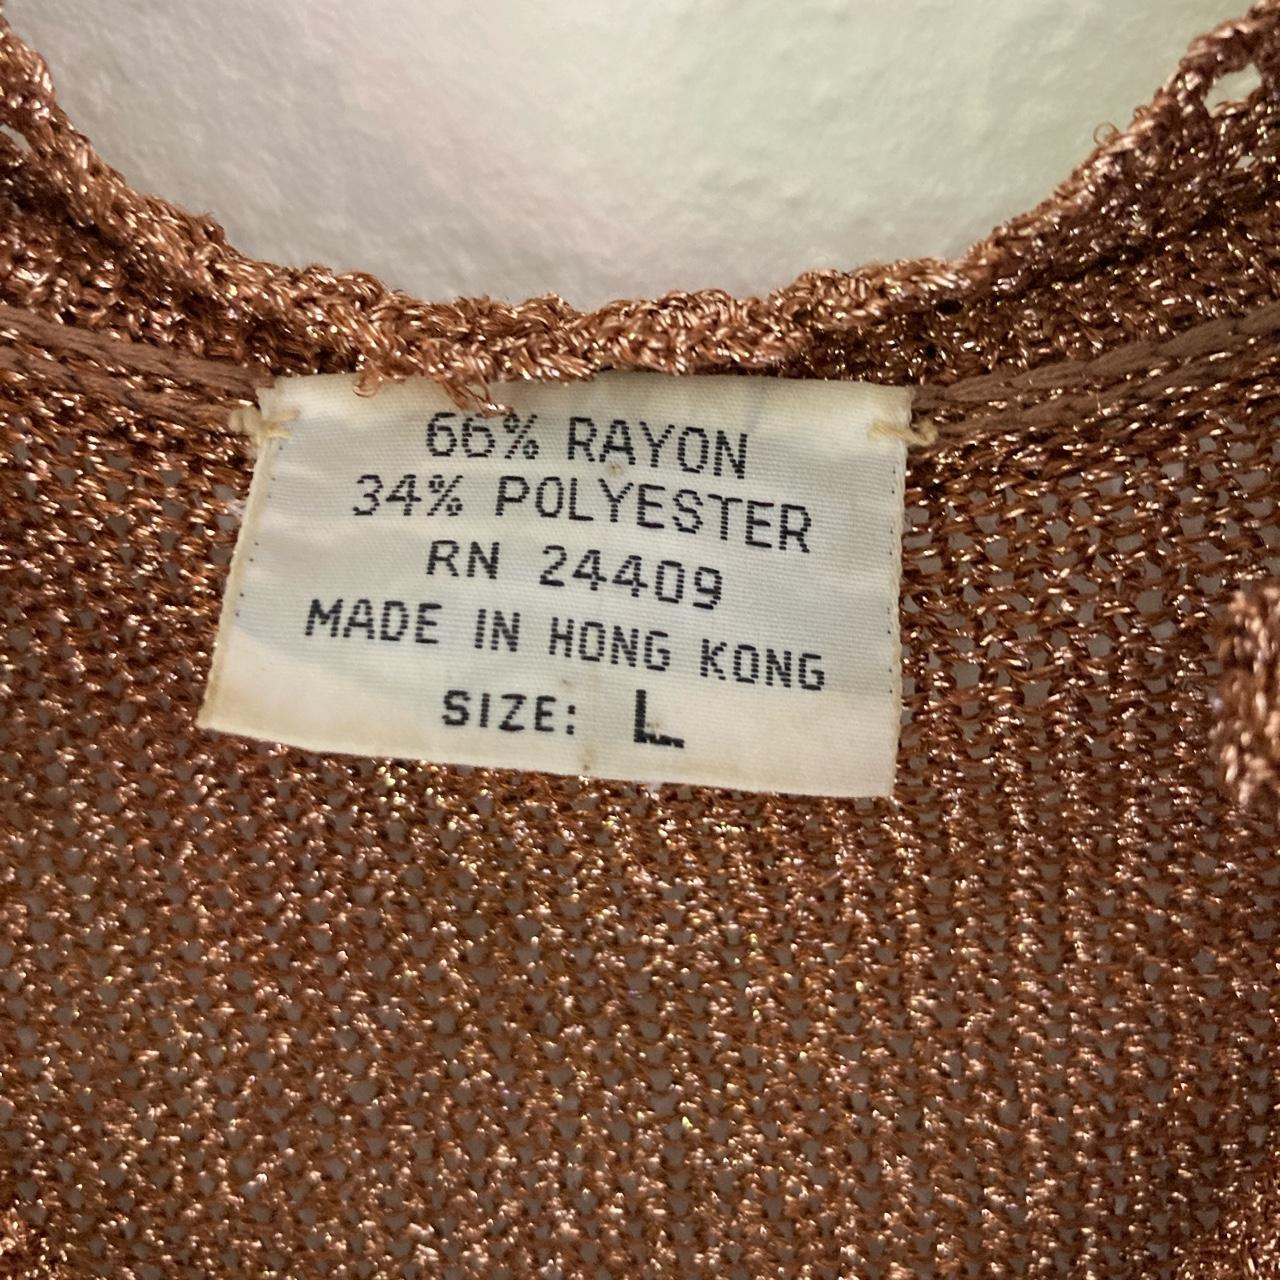 66% RAYON
34% POLYESTER
RN 24409
MADE IN HONG KONG
SIZE: L